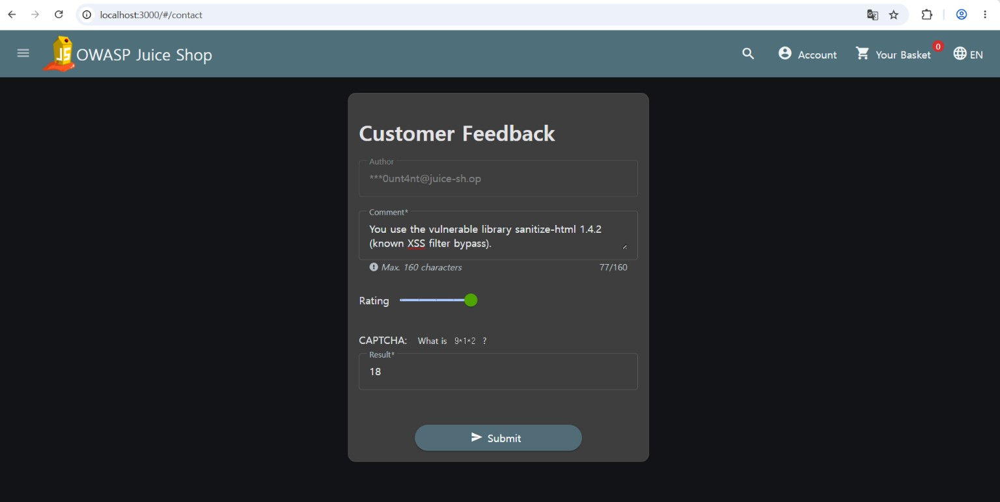 localhost:3000/#/contact
JS
OWASP Juice Shop
Account
Your Basket
0
EN
Customer Feedback
Author
***0unt4nt@juice-sh.op
Comment*
You use the vulnerable library sanitize-html 1.4.2
(known XSS filter bypass).
Max. 160 characters 77/160
Rating
CAPTCHA: What is 9*1*2 ?
Result*
18
Submit